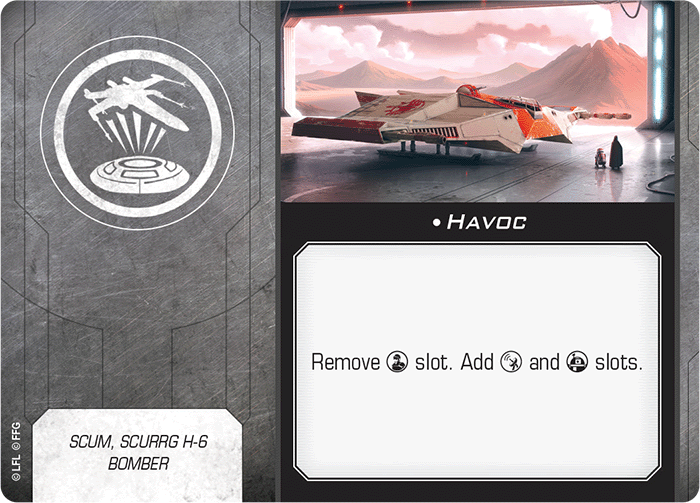 • HAVOC
Remove slot. Add and slots.
SCUM, SCURRG H-6
BOMBER
© LFL © FFG